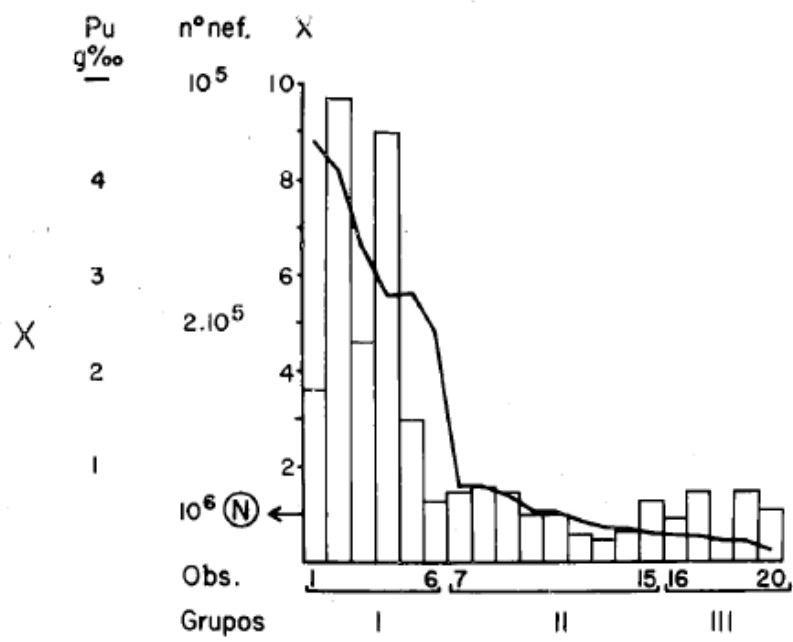 Pu n° nef. X
g%oo
10⁵ 10
4 8
3 6
2.10⁵
X
2 4
1 2
10⁶ N
Obs. 1 6 7 15 16 20
Grupos I II III